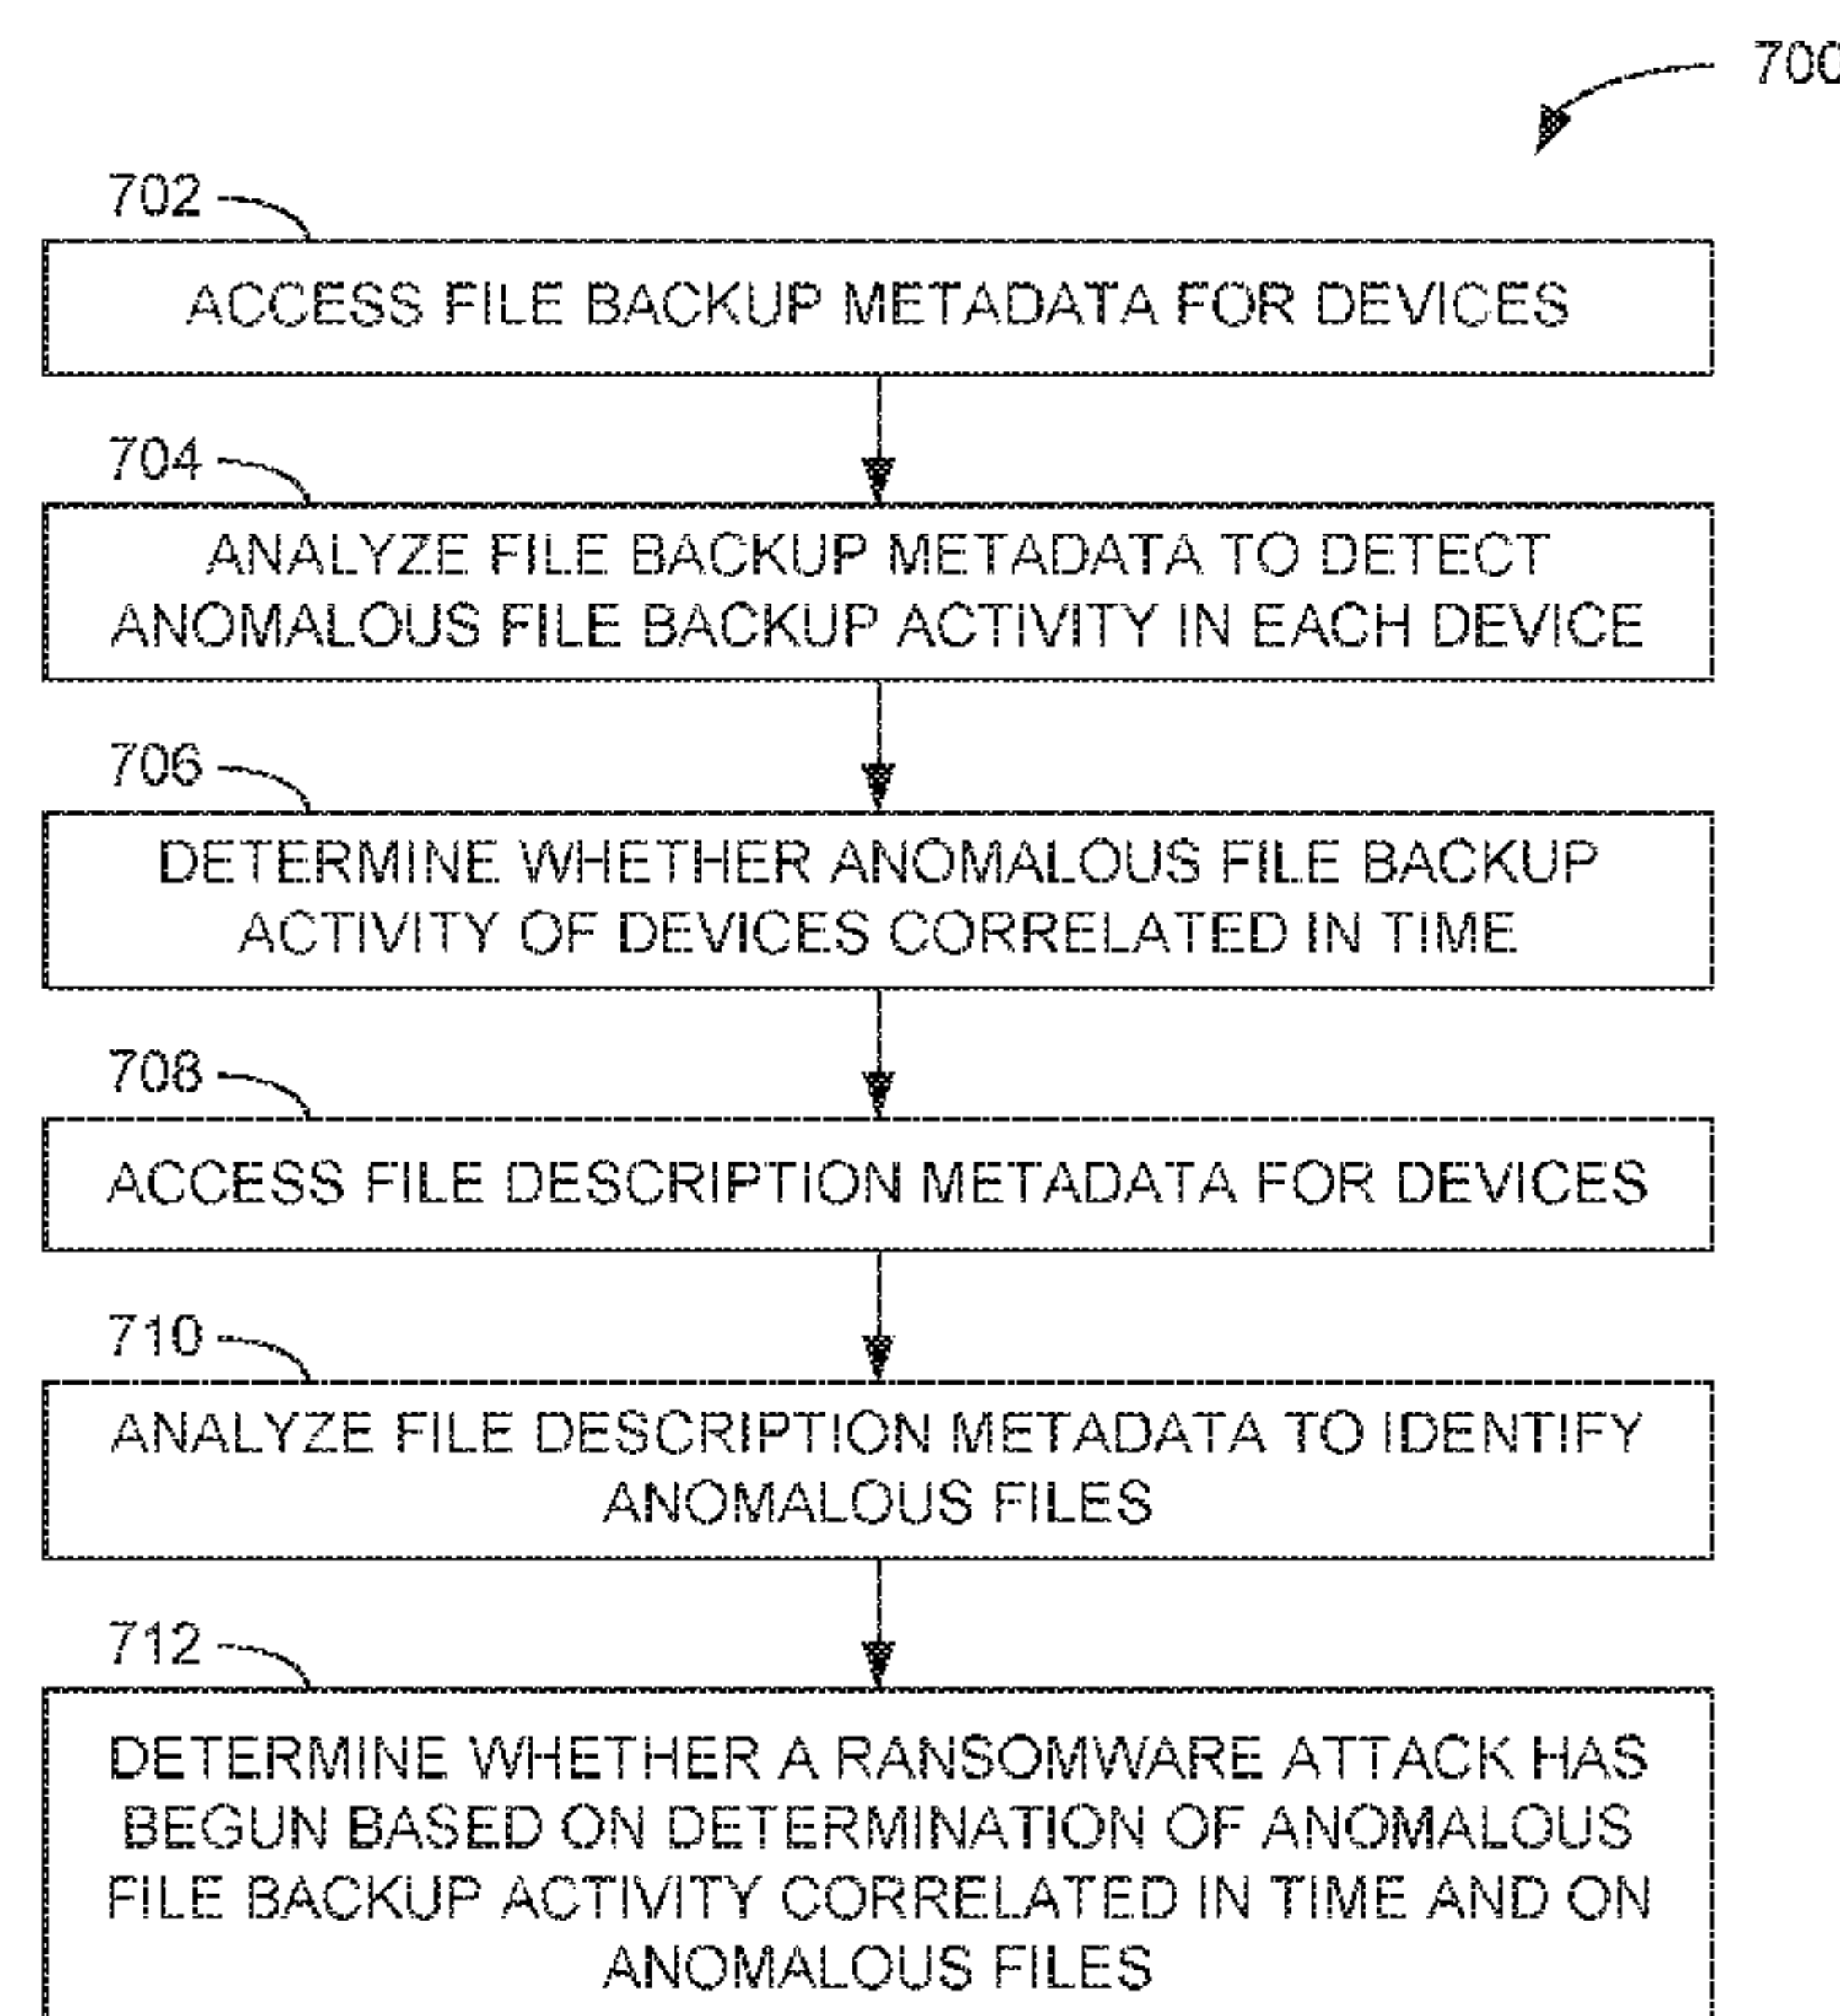 700
702
ACCESS FILE BACKUP METADATA FOR DEVICES
704
ANALYZE FILE BACKUP METADATA TO DETECT
ANOMALOUS FILE BACKUP ACTIVITY IN EACH DEVICE
706
DETERMINE WHETHER ANOMALOUS FILE BACKUP
ACTIVITY OF DEVICES CORRELATED IN TIME
708
ACCESS FILE DESCRIPTION METADATA FOR DEVICES
710
ANALYZE FILE DESCRIPTION METADATA TO IDENTIFY
ANOMALOUS FILES
712
DETERMINE WHETHER A RANSOMWARE ATTACK HAS
BEGUN BASED ON DETERMINATION OF ANOMALOUS
FILE BACKUP ACTIVITY CORRELATED IN TIME AND ON
ANOMALOUS FILES